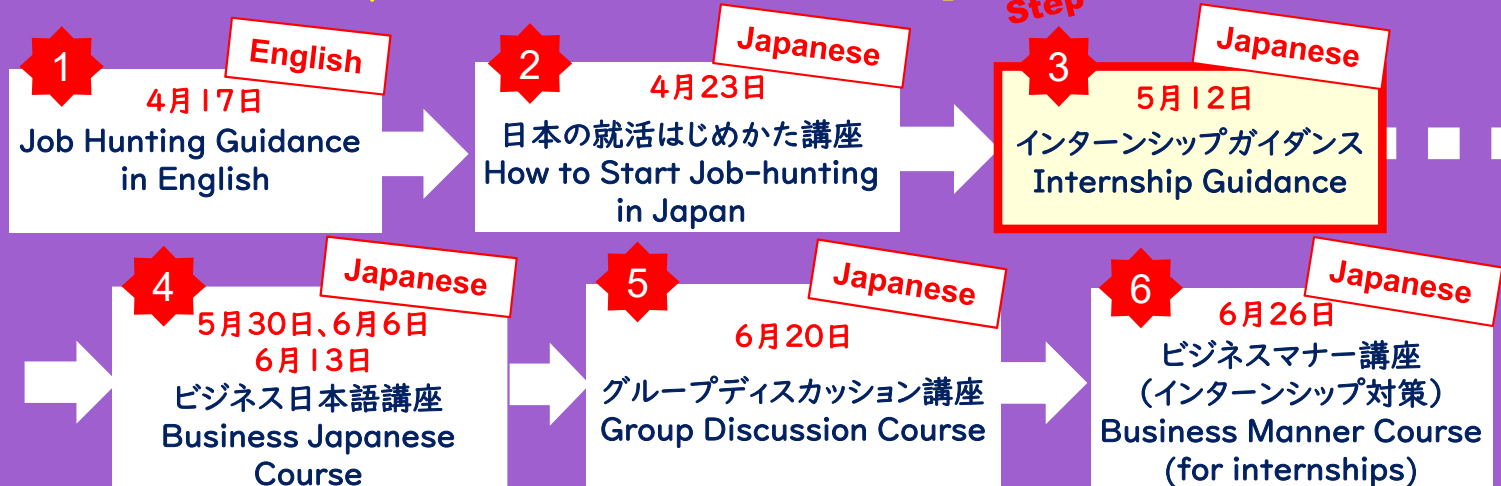 Step
1
English
4月17日
Job Hunting Guidance
in English
2
Japanese
4月23日
日本の就活はじめかた講座
How to Start Job-hunting
in Japan
3
Japanese
5月12日
インターンシップガイダンス
Internship Guidance
4
Japanese
5月30日、6月6日
6月13日
ビジネス日本語講座
Business Japanese
Course
5
Japanese
6月20日
グループディスカッション講座
Group Discussion Course
6
Japanese
6月26日
ビジネスマナー講座
（インターンシップ対策）
Business Manner Course
(for internships)